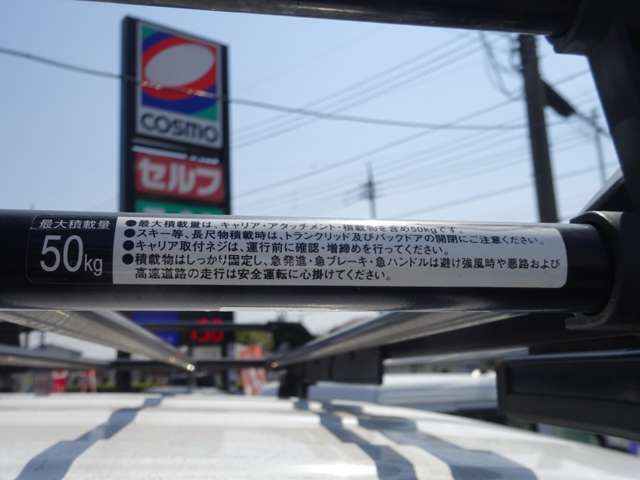 COSMO
セルフ
最大積載量
50kg
●最大積載量は、キャリア・アタッチメント・積載物を含め50kgです。
●スキー等、長尺物積載時は、トランクリッド及びバックドアの開閉にご注意ください。
●キャリア取付ネジは、運行前に確認・増締めを行ってください。
●積載物はしっかり固定し、急発進・急ブレーキ・急ハンドルは避け強風時や悪路および
高速道路の走行は安全運転に心掛けてください。